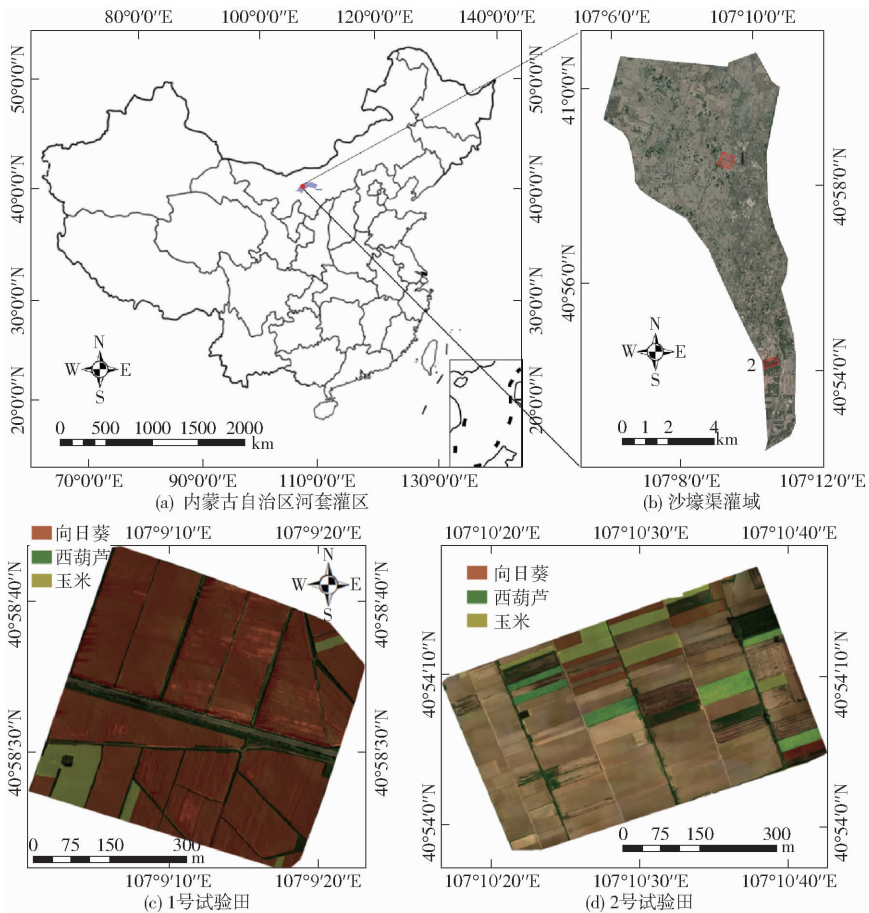 80°0′0″E 100°0′0″E 120°0′0″E 140°0′0″E
50°0′0″N
40°0′0″N
30°0′0″N
20°0′0″N
50°0′0″N
40°0′0″N
30°0′0″N
20°0′0″N
N
W E
S
0 500 1000 1500 2000
km
70°0′0″E 90°0′0″E 110°0′0″E 130°0′0″E
(a) 内蒙古自治区河套灌区
107°6′0″E 107°10′0″E
41°0′0″N
40°56′0″N
40°58′0″N
40°54′0″N
N
W E
S
2
0 1 2 4
km
107°8′0″E 107°12′0″E
(b) 沙壕渠灌域
向日葵
西葫芦
玉米
107°9′10″E 107°9′20″E
N
W E
S
40°58′40″N
40°58′30″N
40°58′40″N
40°58′30″N
0 75 150 300
m
107°9′10″E 107°9′20″E
(c) 1号试验田
107°10′20″E 107°10′30″E 107°10′40″E
向日葵
西葫芦
玉米
40°54′10″N
40°54′0″N
40°54′10″N
40°54′0″N
0 75 150 300
m
107°10′20″E 107°10′30″E 107°10′40″E
(d) 2号试验田